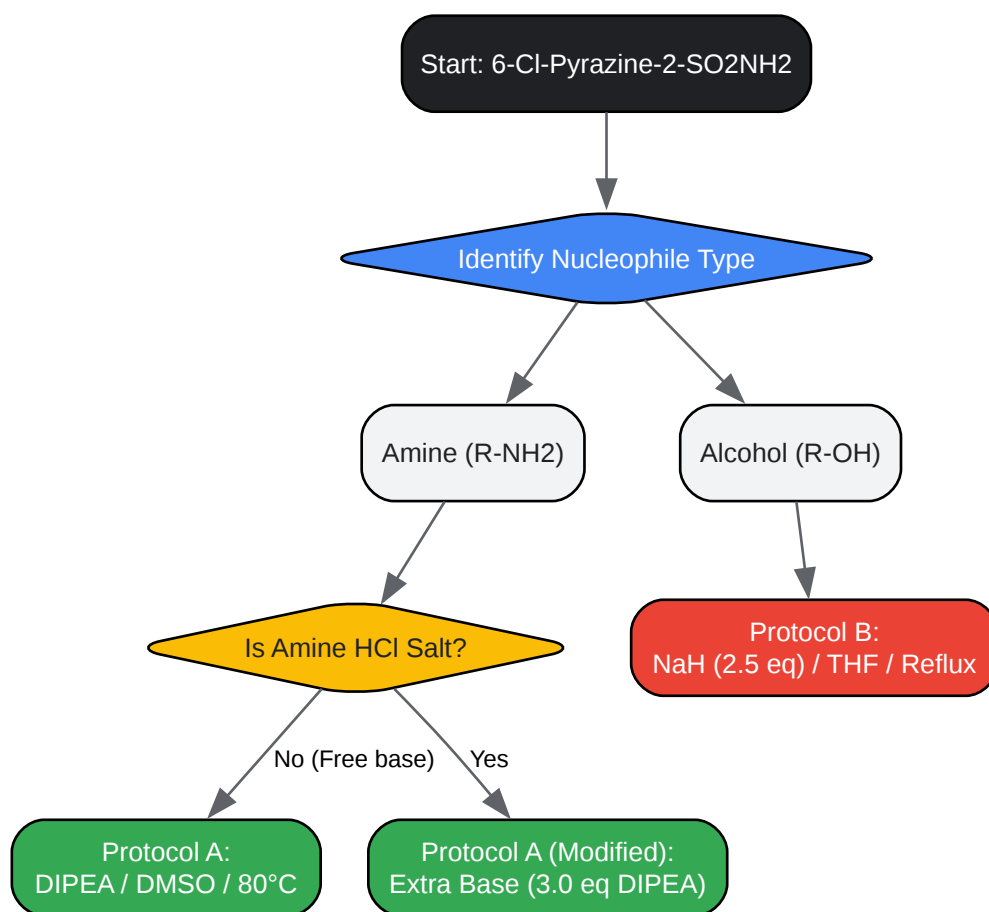 Start: 6-Cl-Pyrazine-2-SO2NH2
Identify Nucleophile Type
Amine (R-NH2)
Alcohol (R-OH)
Is Amine HCl Salt?
Protocol B:
NaH (2.5 eq) / THF / Reflux
No (Free base)
Yes
Protocol A:
DIPEA / DMSO / 80°C
Protocol A (Modified):
Extra Base (3.0 eq DIPEA)